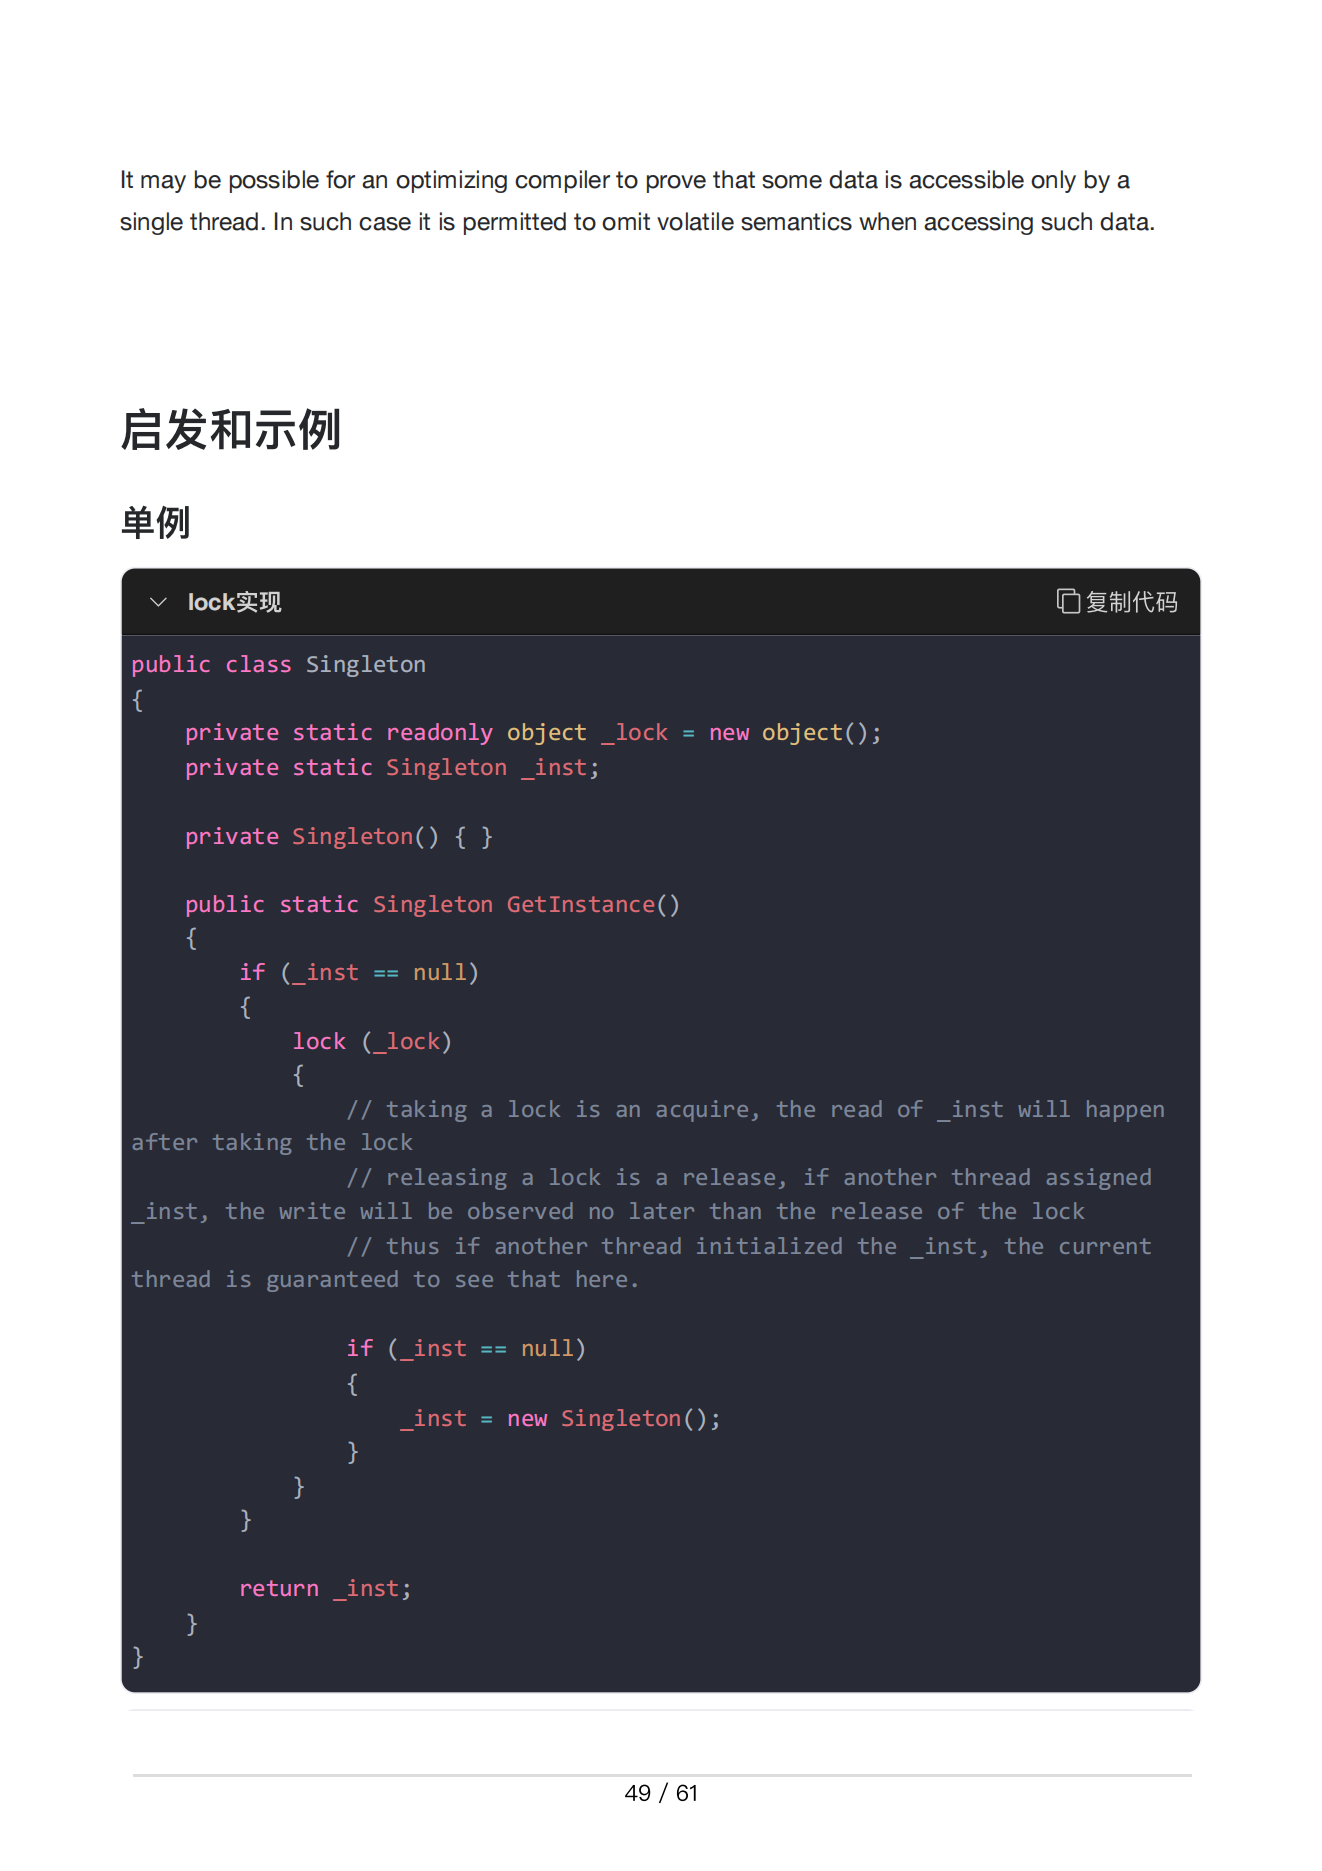 It may be possible for an optimizing compiler to prove that some data is accessible only by a
single thread. In such case it is permitted to omit volatile semantics when accessing such data.
启发和示例
单例
lock实现
复制代码
public class Singleton
{
    private static readonly object _lock = new object();
    private static Singleton _inst;

    private Singleton() { }

    public static Singleton GetInstance()
    {
        if (_inst == null)
        {
            lock (_lock)
            {
                // taking a lock is an acquire, the read of _inst will happen
after taking the lock
                // releasing a lock is a release, if another thread assigned
_inst, the write will be observed no later than the release of the lock
                // thus if another thread initialized the _inst, the current
thread is guaranteed to see that here.

                if (_inst == null)
                {
                    _inst = new Singleton();
                }
            }
        }

        return _inst;
    }
}
49 / 61